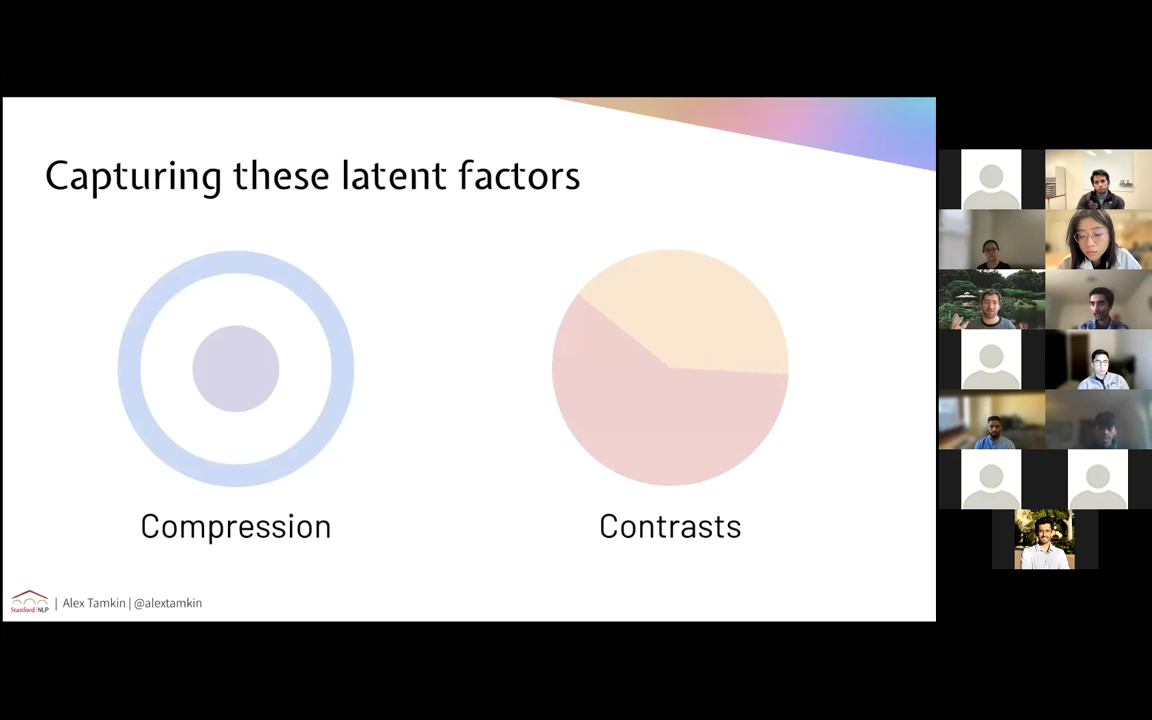 Capturing these latent factors
Compression
Contrasts
Stanford NLP | Alex Tamkin | @alextamkin